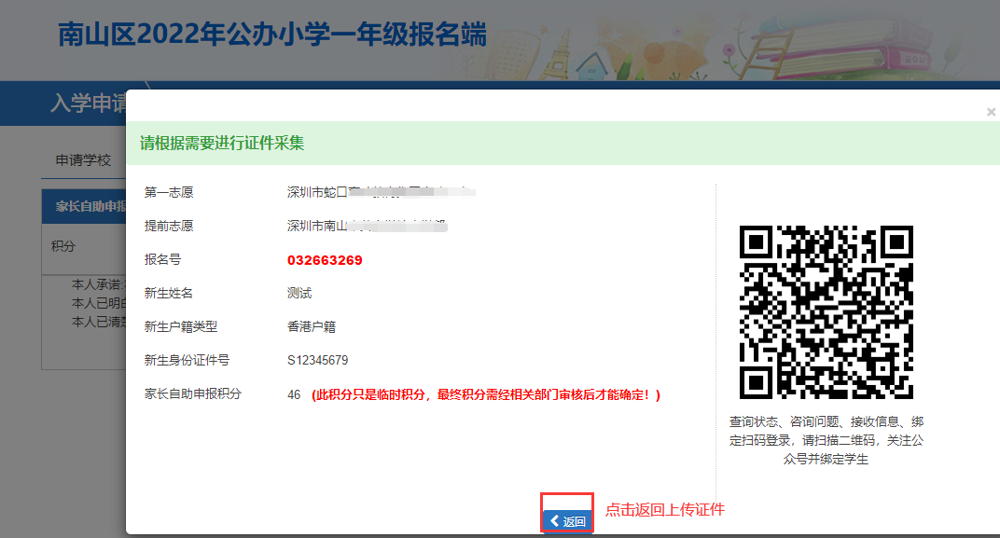 南山区2022年公办小学一年级报名端
EDU
入学申请
×
请根据需要进行证件采集
申请学校
家长自助申报
积分
本人承诺:
本人已明白
本人已清楚
第一志愿 深圳市蛇口
提前志愿 深圳市南山
报名号 032663269
新生姓名 测试
新生户籍类型 香港户籍
新生身份证件号 S12345679
家长自助申报积分 46 (此积分只是临时积分，最终积分需经相关部门审核后才能确定！)
查询状态、咨询问题、接收信息、绑
定扫码登录，请扫描二维码，关注公
众号并绑定学生
返回 点击返回上传证件